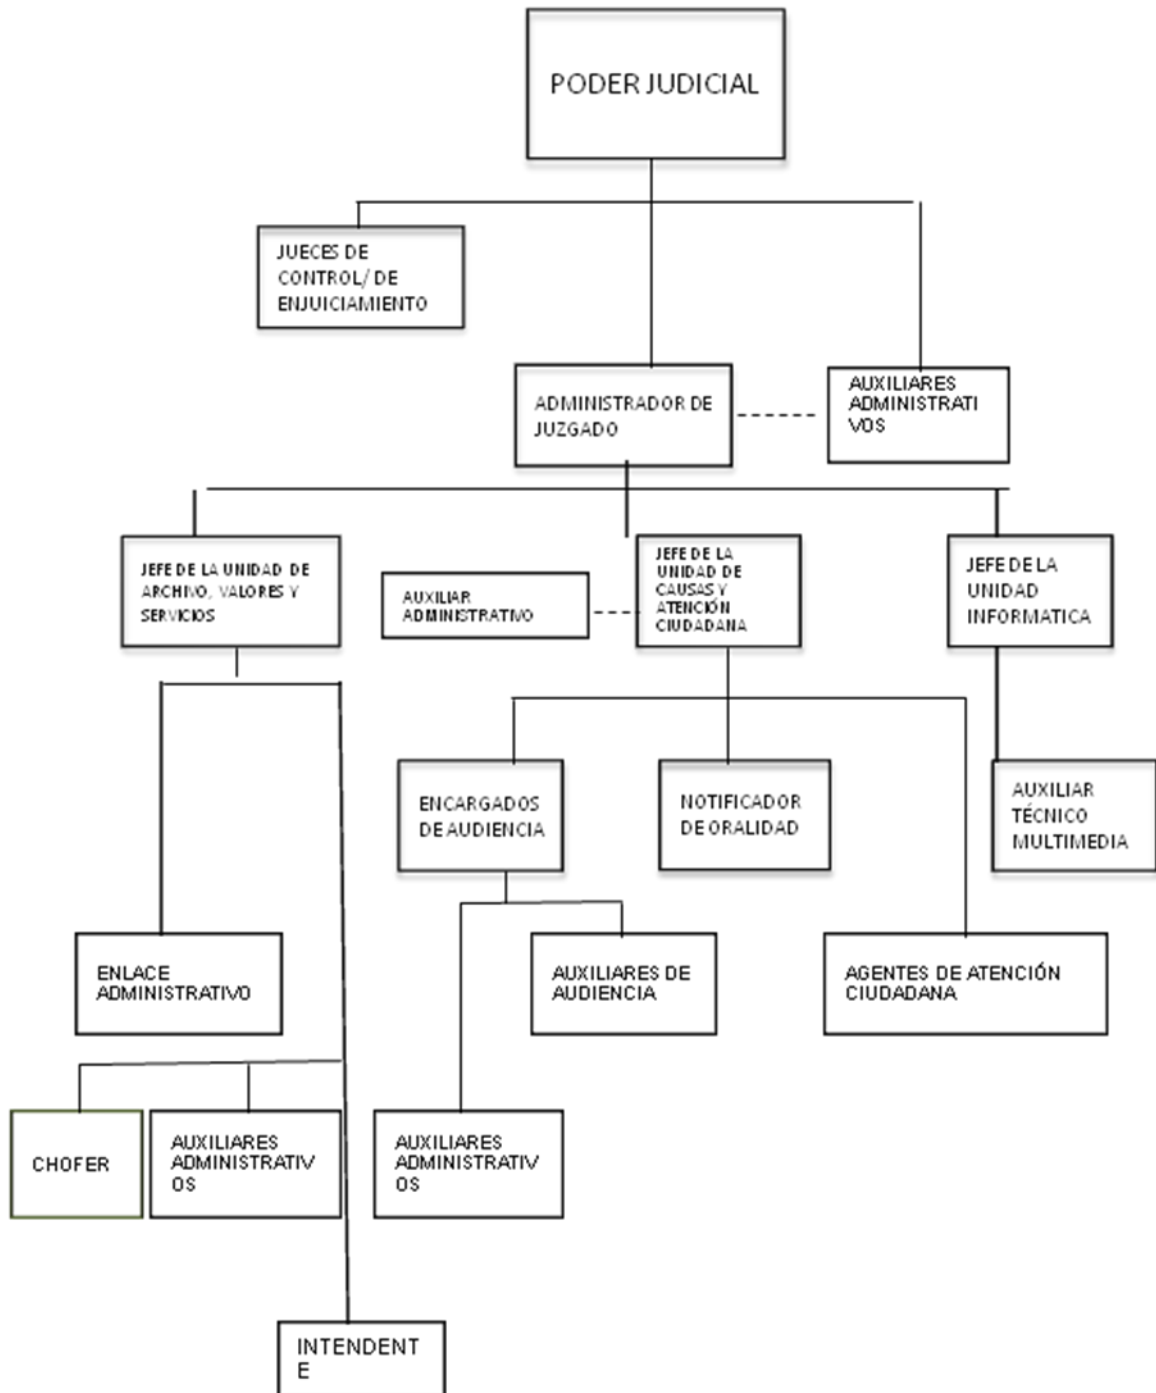 PODER JUDICIAL
JUECES DE
CONTROL/ DE
ENJUICIAMIENTO
ADMINISTRADOR DE
JUZGADO
AUXILIARES
ADMINISTRATI
VOS
JEFE DE LA UNIDAD DE
ARCHIVO, VALORES Y
SERVICIOS
AUXILIAR
ADMINISTRATIVO
JEFE DE LA
UNIDAD DE
CAUSAS Y
ATENCIÓN
CIUDADANA
JEFE DE LA
UNIDAD
INFORMATICA
ENCARGADOS
DE AUDIENCIA
NOTIFICADOR
DE ORALIDAD
AUXILIAR
TÉCNICO
MULTIMEDIA
ENLACE
ADMINISTRATIVO
AUXILIARES DE
AUDIENCIA
AGENTES DE ATENCIÓN
CIUDADANA
CHOFER
AUXILIARES
ADMINISTRATIV
OS
AUXILIARES
ADMINISTRATIV
OS
INTENDENT
E